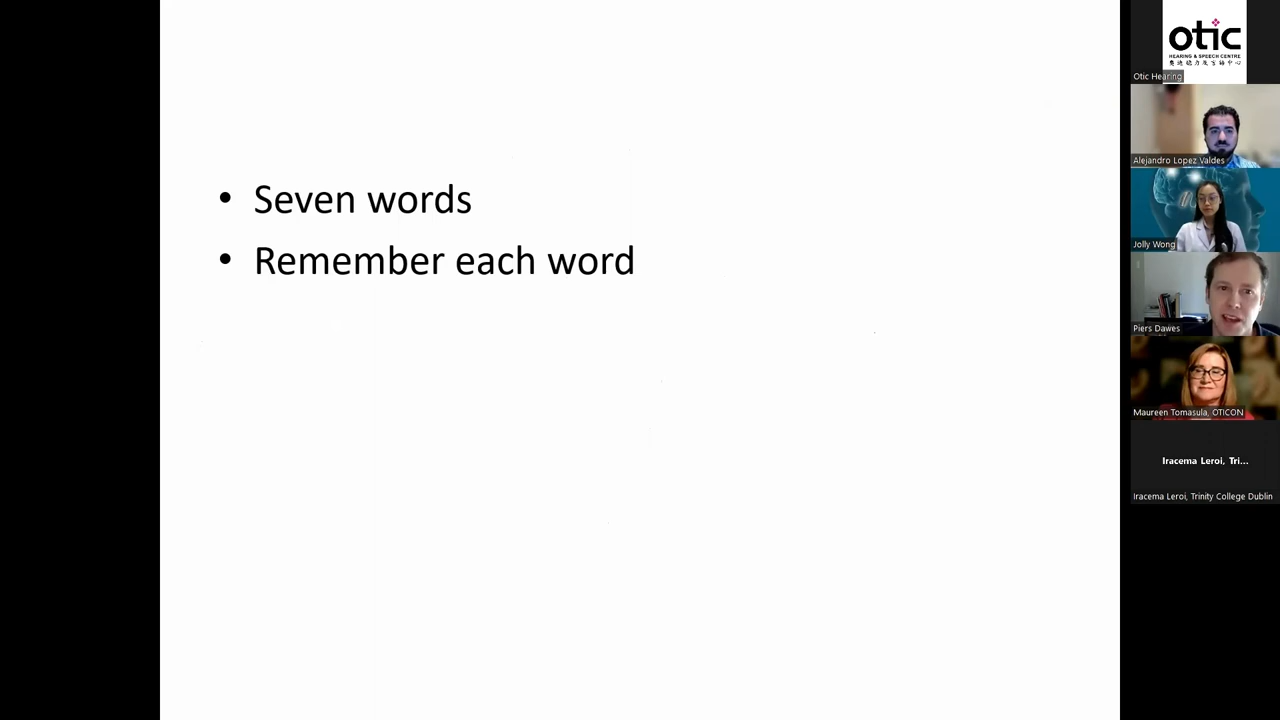 • Seven words
• Remember each word
otic
HEARING & SPEECH CENTRE
Otic Hearing
Alejandro Lopez Valdes
Jolly Wong
Piers Dawes
Maureen Tomasula, OTICON
Iracema Leroi, Tri...
Iracema Leroi, Trinity College Dublin